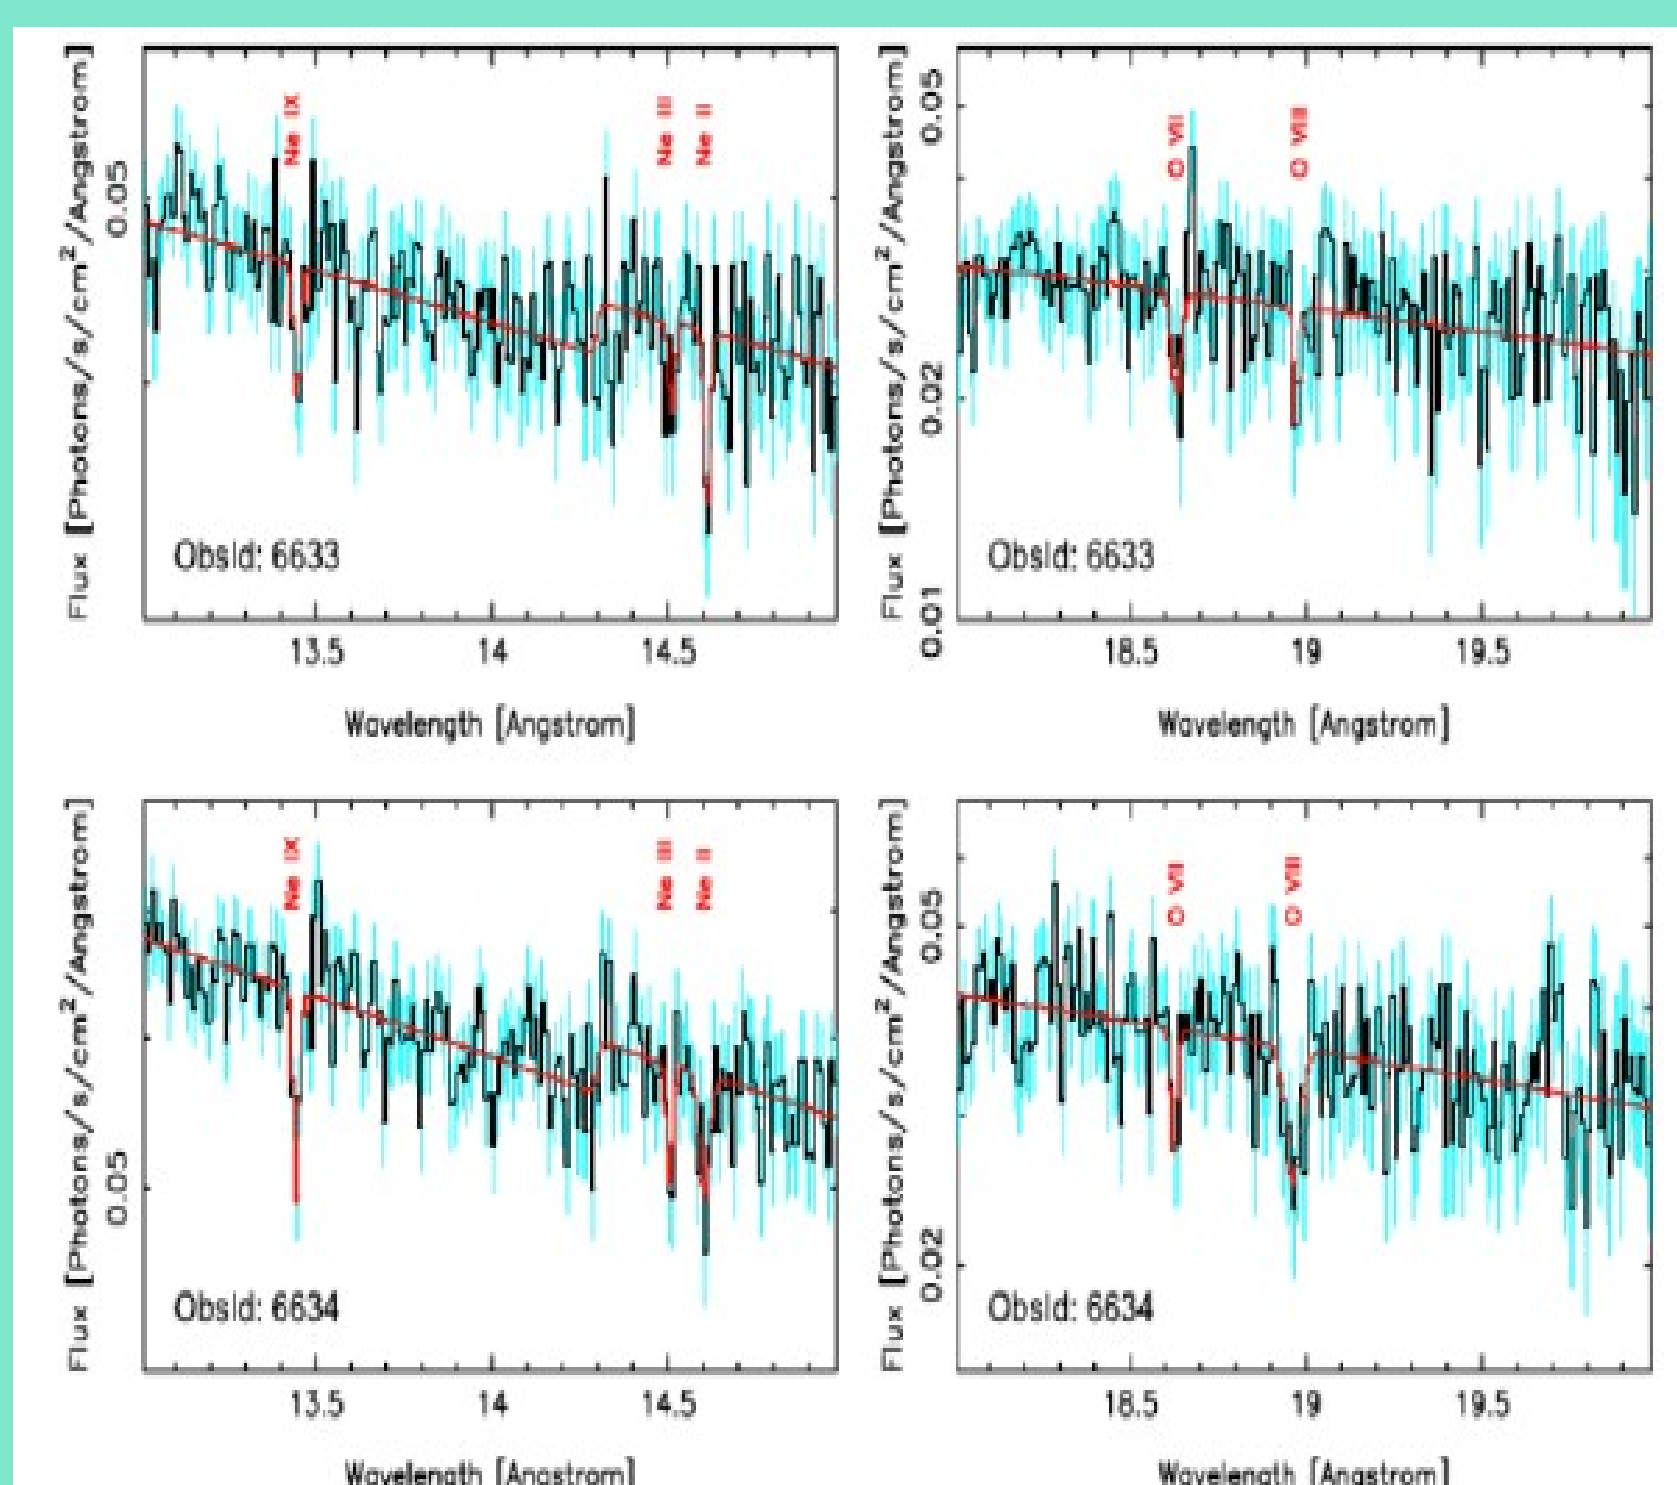 Flux [Photons/s/cm²/Angstrom]
0.05
Ne IX
Ne III
Ne II
ObsId: 6633
13.5 14 14.5
Wavelength [Angstrom]
Flux [Photons/s/cm²/Angstrom]
0.05
0.02
0.01
O VII
O VIII
ObsId: 6633
18.5 19 19.5
Wavelength [Angstrom]
Flux [Photons/s/cm²/Angstrom]
0.05
Ne IX
Ne III
Ne II
ObsId: 6634
13.5 14 14.5
Wavelength [Angstrom]
Flux [Photons/s/cm²/Angstrom]
0.05
0.02
O VII
O VIII
ObsId: 6634
18.5 19 19.5
Wavelength [Angstrom]